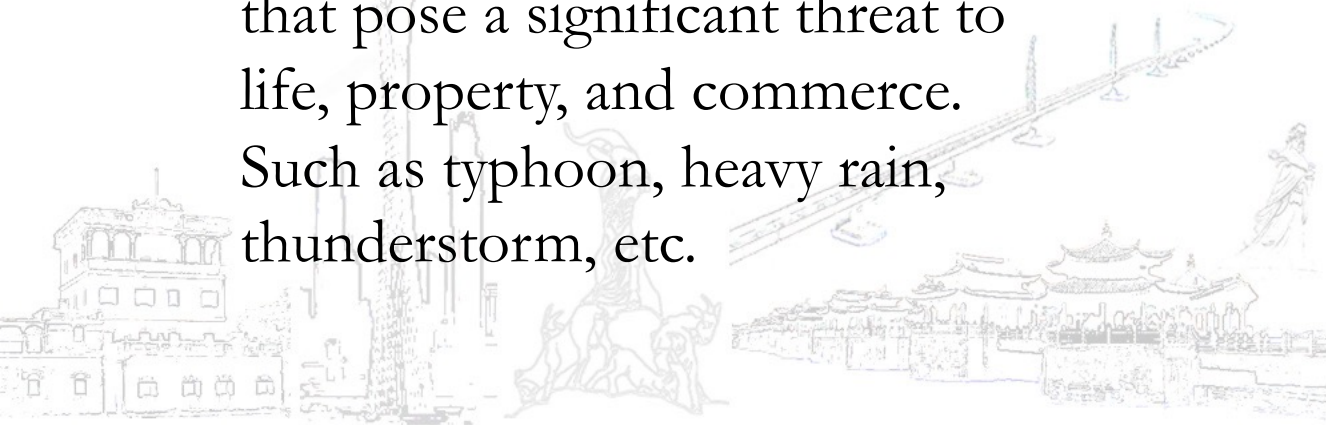 that pose a significant threat to
life, property, and commerce.
Such as typhoon, heavy rain,
thunderstorm, etc.